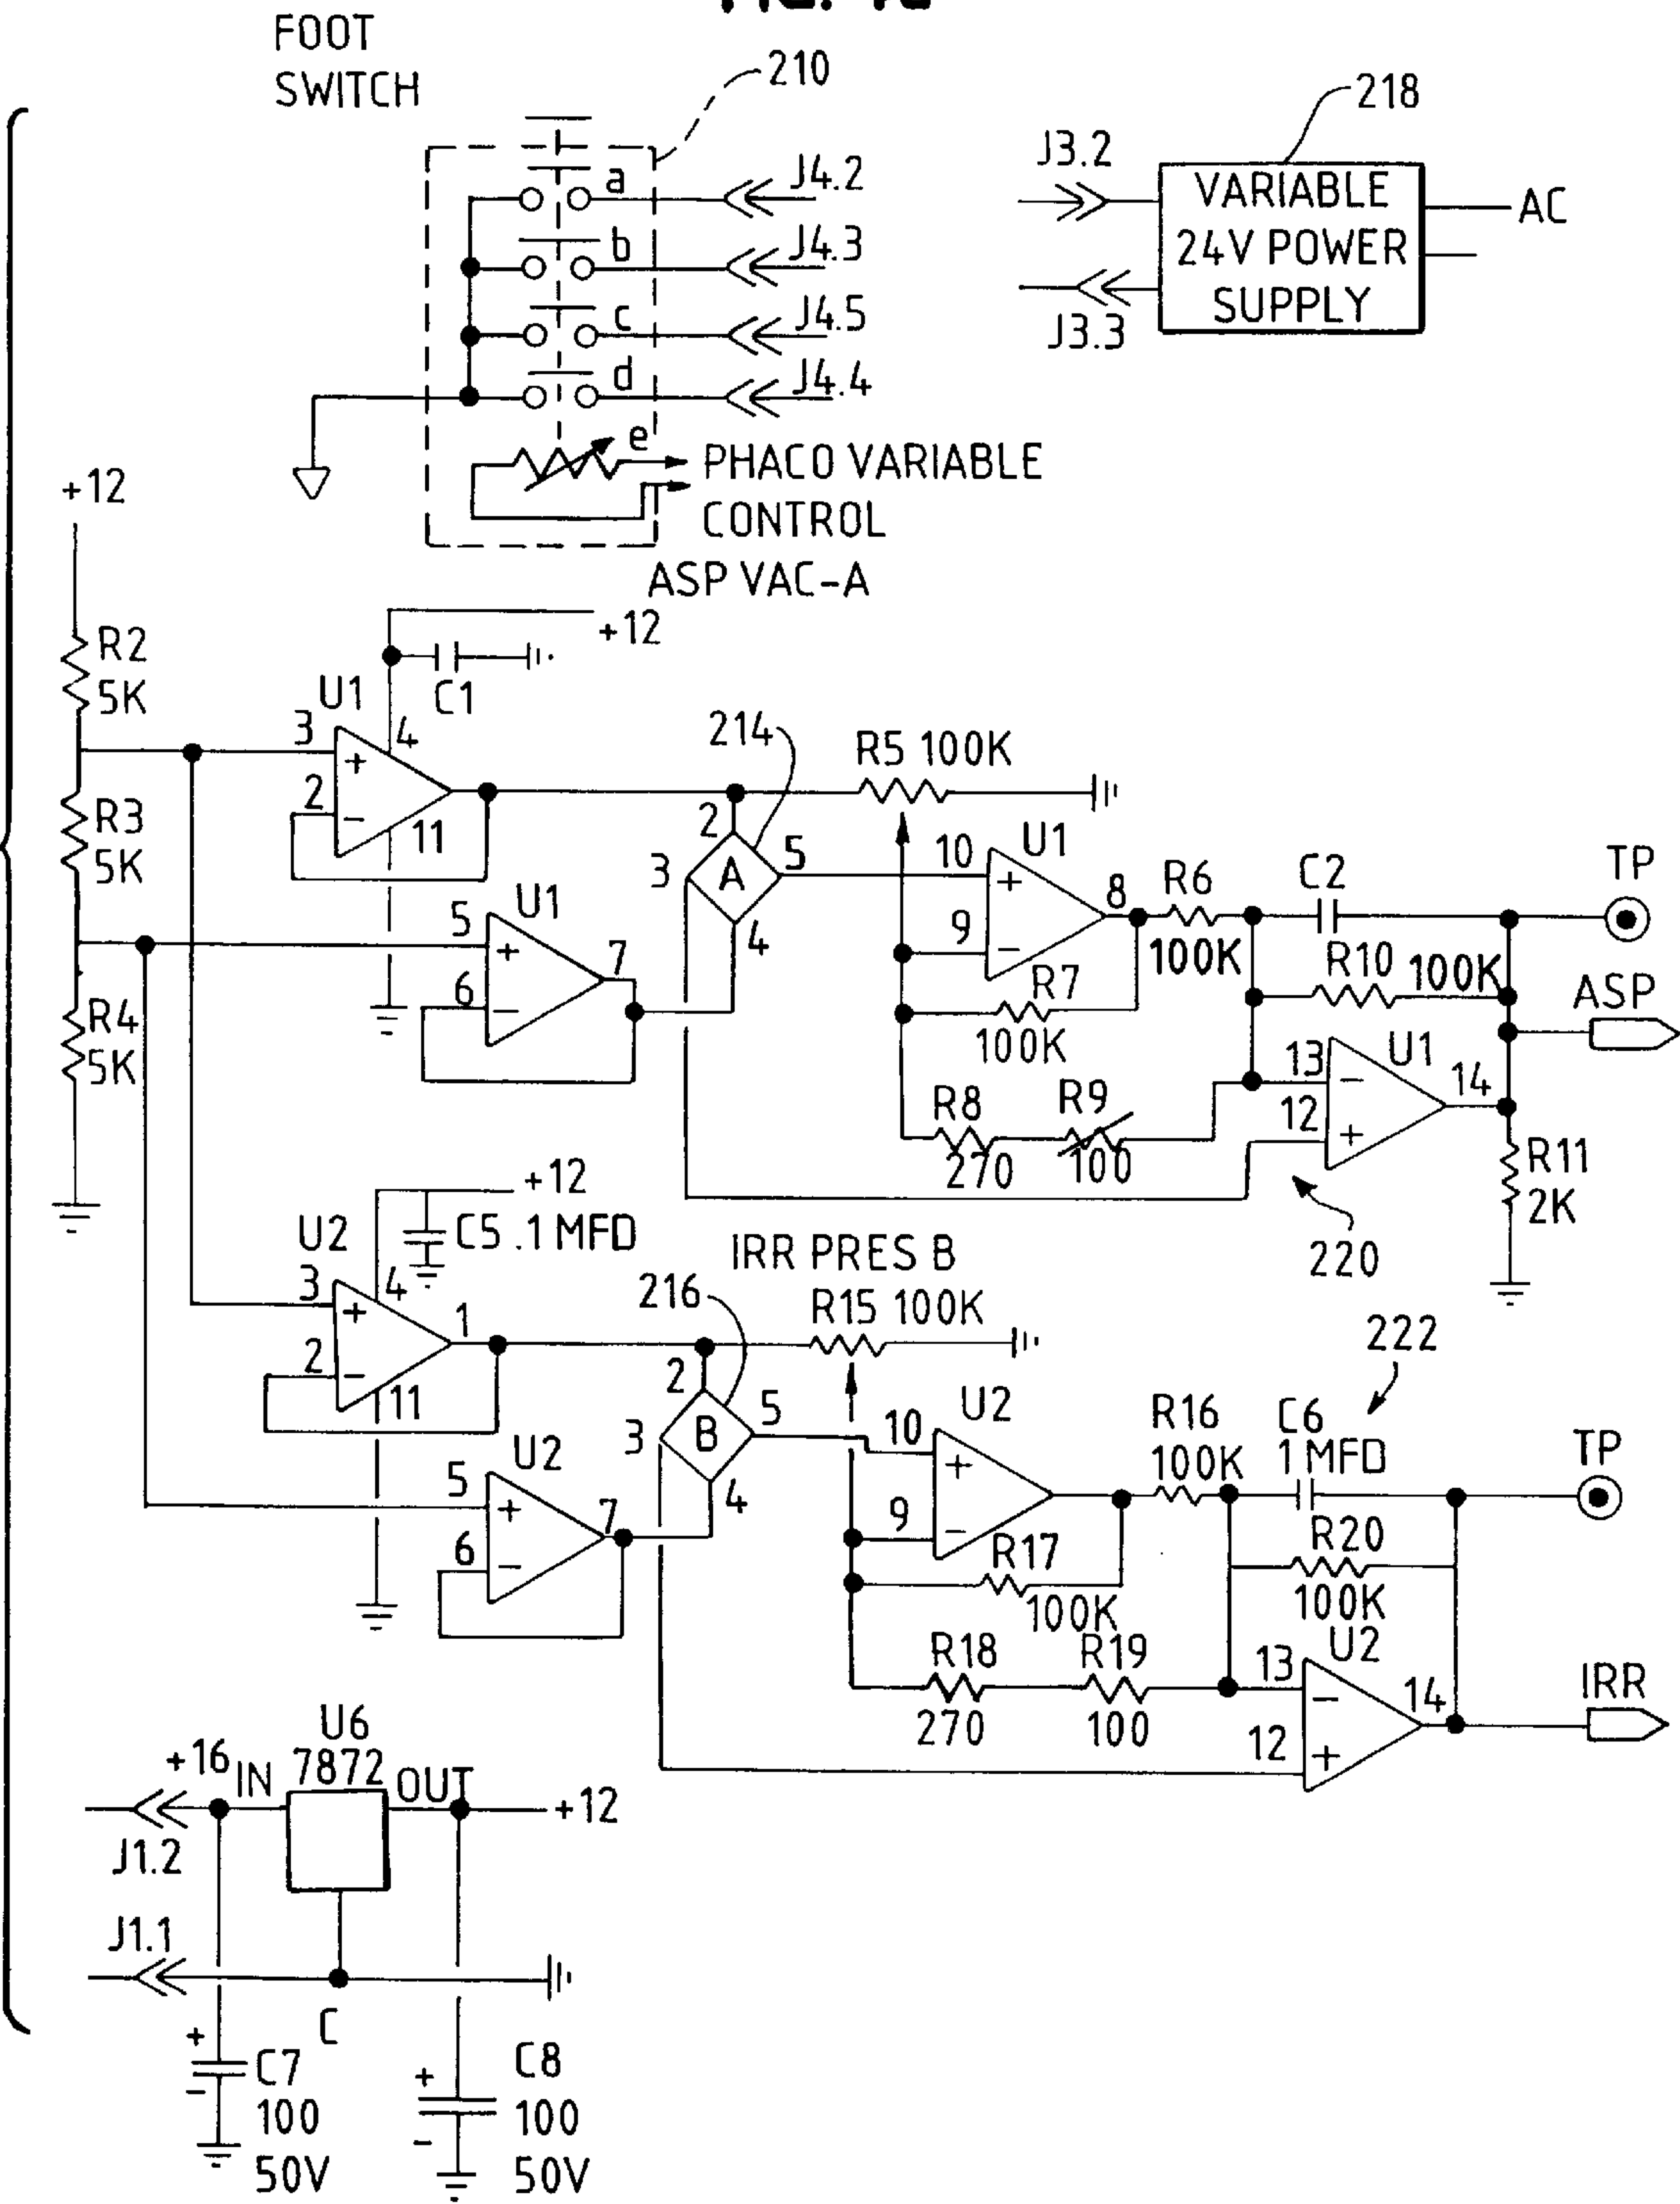 FOOT
SWITCH
210
218
a
J4.2
b
J4.3
c
J4.5
d
J4.4
e
PHACO VARIABLE
CONTROL
J3.2
VARIABLE
24V POWER
SUPPLY
AC
J3.3
ASP VAC-A
+12
+12
R2
5K
C1
U1
3
+
4
2
-
11
R3
5K
214
R5 100K
2
3
A
5
4
U1
5
+
7
6
-
R4
5K
U1
10
+
8
9
-
R6
100K
C2
TP
R7
100K
R10 100K
ASP
R8
270
R9
100
U1
13
-
14
12
+
R11
2K
220
+12
C5 .1 MFD
U2
3
+
4
1
2
-
11
IRR PRES B
216
R15 100K
222
2
3
B
5
4
U2
5
+
7
6
-
U2
10
+
9
-
R16
100K
C6
1 MFD
TP
R17
100K
R20
100K
R18
270
R19
100
U2
13
-
14
12
+
IRR
U6
7872
+16
IN
OUT
+12
J1.2
J1.1
C
+
-
C7
100
50V
+
-
C8
100
50V